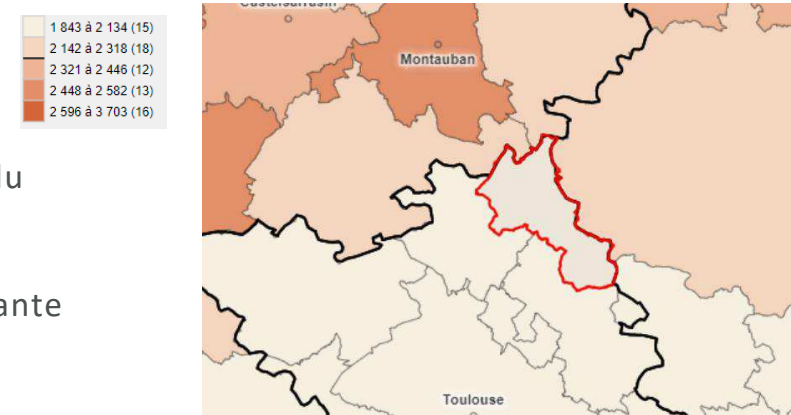 Castelsarrasin
1 843 à 2 134 (15)
2 142 à 2 318 (18)
2 321 à 2 446 (12)
2 448 à 2 582 (13)
2 596 à 3 703 (16)
Montauban
ante
Toulouse